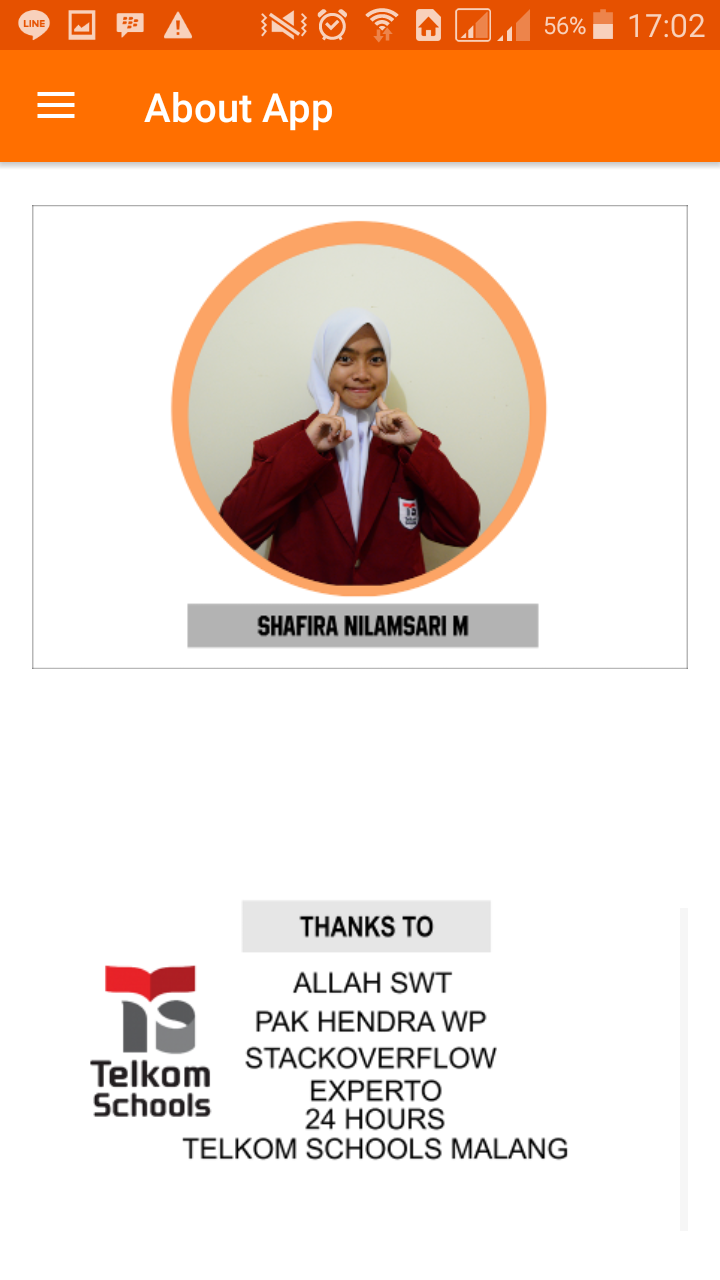 LINE
56%
17:02
About App
SHAFIRA NILAMSARI M
THANKS TO
ALLAH SWT
PAK HENDRA WP
STACKOVERFLOW
EXPERTO
24 HOURS
TELKOM SCHOOLS MALANG
Telkom
Schools